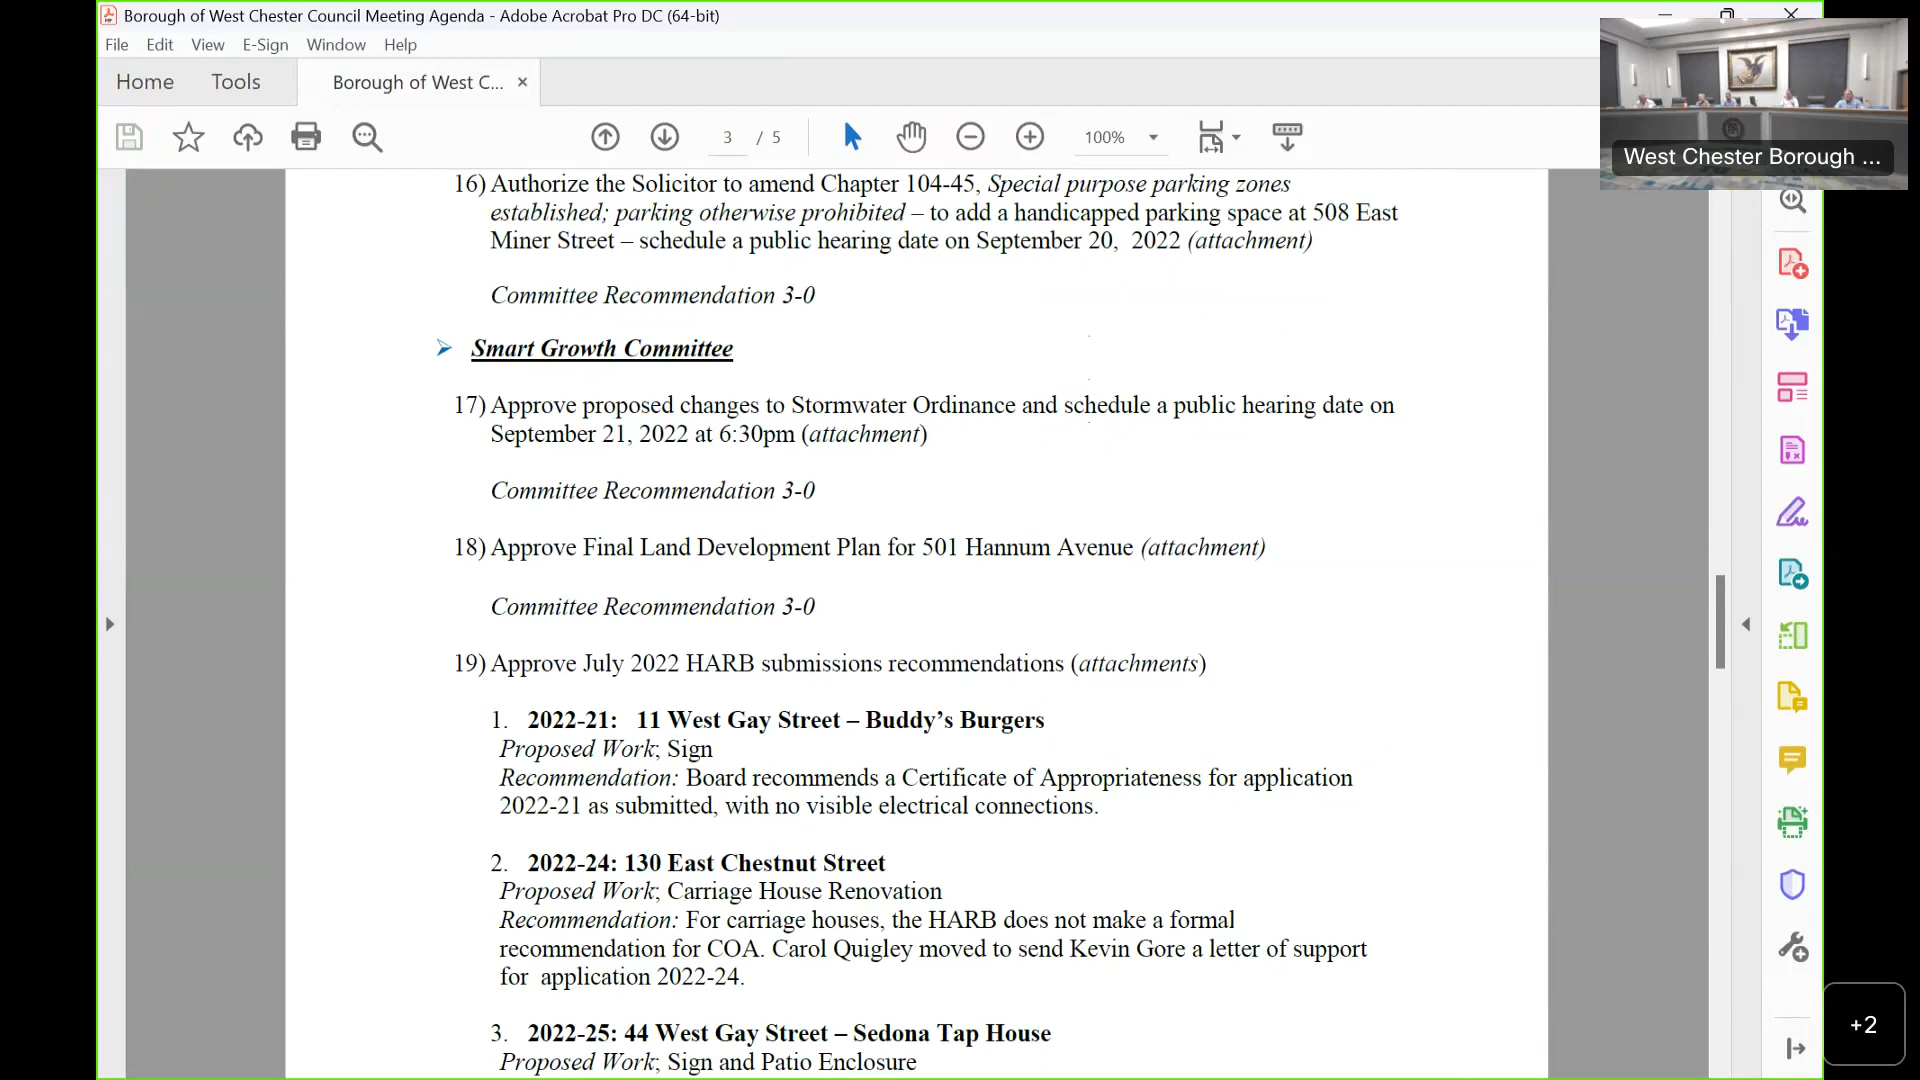 Borough of West Chester Council Meeting Agenda - Adobe Acrobat Pro DC (64-bit)
File Edit View E-Sign Window Help
Home Tools Borough of West C... ×
3 / 5 100%
West Chester Borough ...
16) Authorize the Solicitor to amend Chapter 104-45, Special purpose parking zones
established; parking otherwise prohibited – to add a handicapped parking space at 508 East
Miner Street – schedule a public hearing date on September 20, 2022 (attachment)
Committee Recommendation 3-0
➢ Smart Growth Committee
17) Approve proposed changes to Stormwater Ordinance and schedule a public hearing date on
September 21, 2022 at 6:30pm (attachment)
Committee Recommendation 3-0
18) Approve Final Land Development Plan for 501 Hannum Avenue (attachment)
Committee Recommendation 3-0
19) Approve July 2022 HARB submissions recommendations (attachments)
1. 2022-21: 11 West Gay Street – Buddy’s Burgers
Proposed Work; Sign
Recommendation: Board recommends a Certificate of Appropriateness for application
2022-21 as submitted, with no visible electrical connections.
2. 2022-24: 130 East Chestnut Street
Proposed Work; Carriage House Renovation
Recommendation: For carriage houses, the HARB does not make a formal
recommendation for COA. Carol Quigley moved to send Kevin Gore a letter of support
for application 2022-24.
3. 2022-25: 44 West Gay Street – Sedona Tap House
Proposed Work; Sign and Patio Enclosure
+2